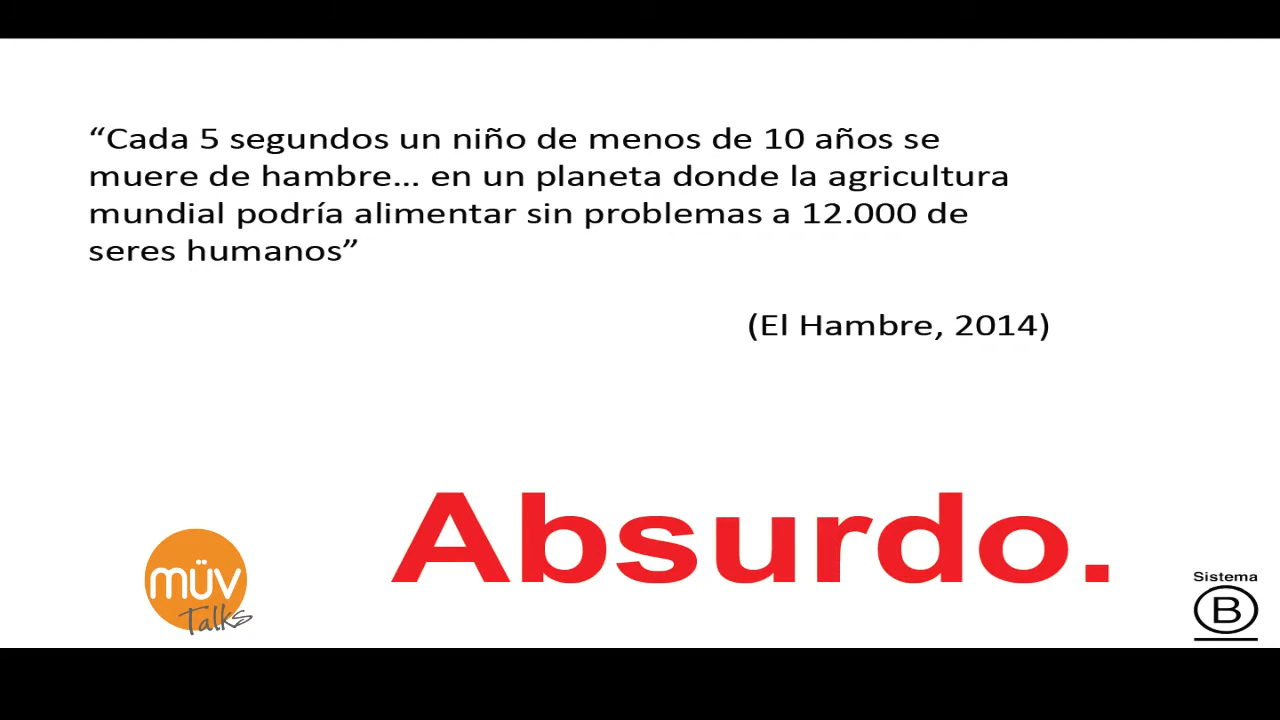 “Cada 5 segundos un niño de menos de 10 años se
muere de hambre... en un planeta donde la agricultura
mundial podría alimentar sin problemas a 12.000 de
seres humanos”
(El Hambre, 2014)
Absurdo.
müv
Talks
Sistema
B